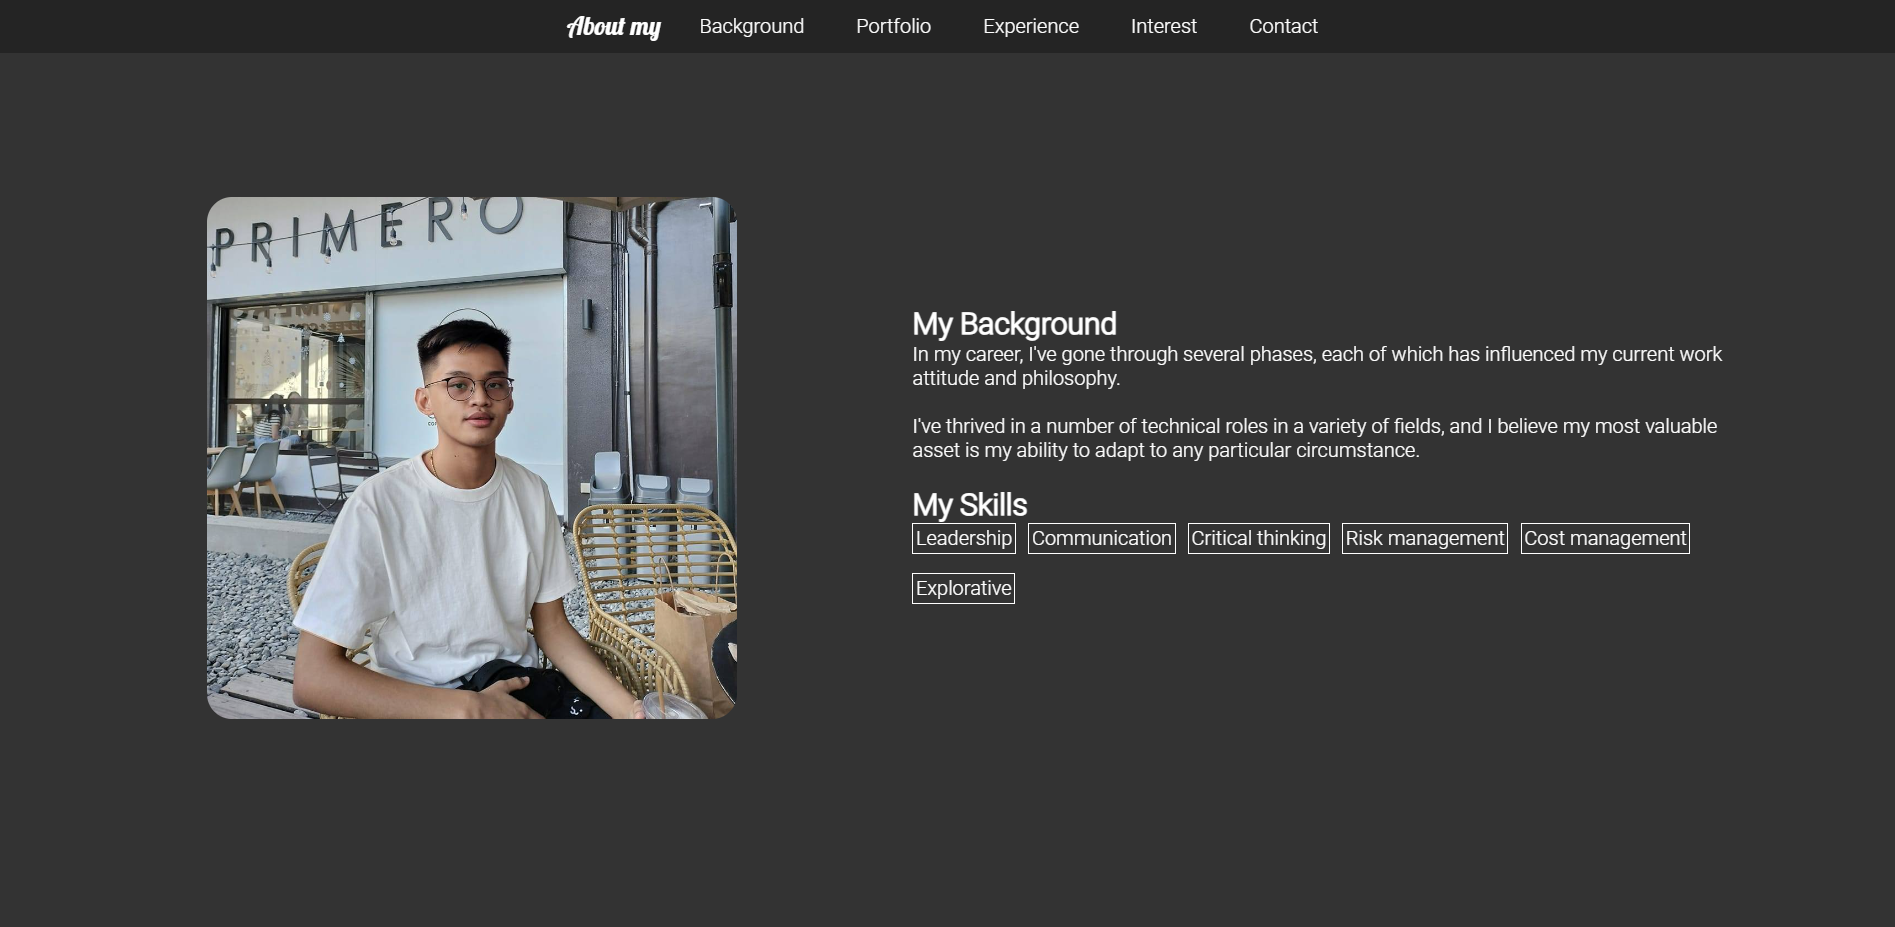 About my Background Portfolio Experience Interest Contact
PRIMERO
My Background
In my career, I've gone through several phases, each of which has influenced my current work
attitude and philosophy.
I've thrived in a number of technical roles in a variety of fields, and I believe my most valuable
asset is my ability to adapt to any particular circumstance.
My Skills
Leadership Communication Critical thinking Risk management Cost management
Explorative